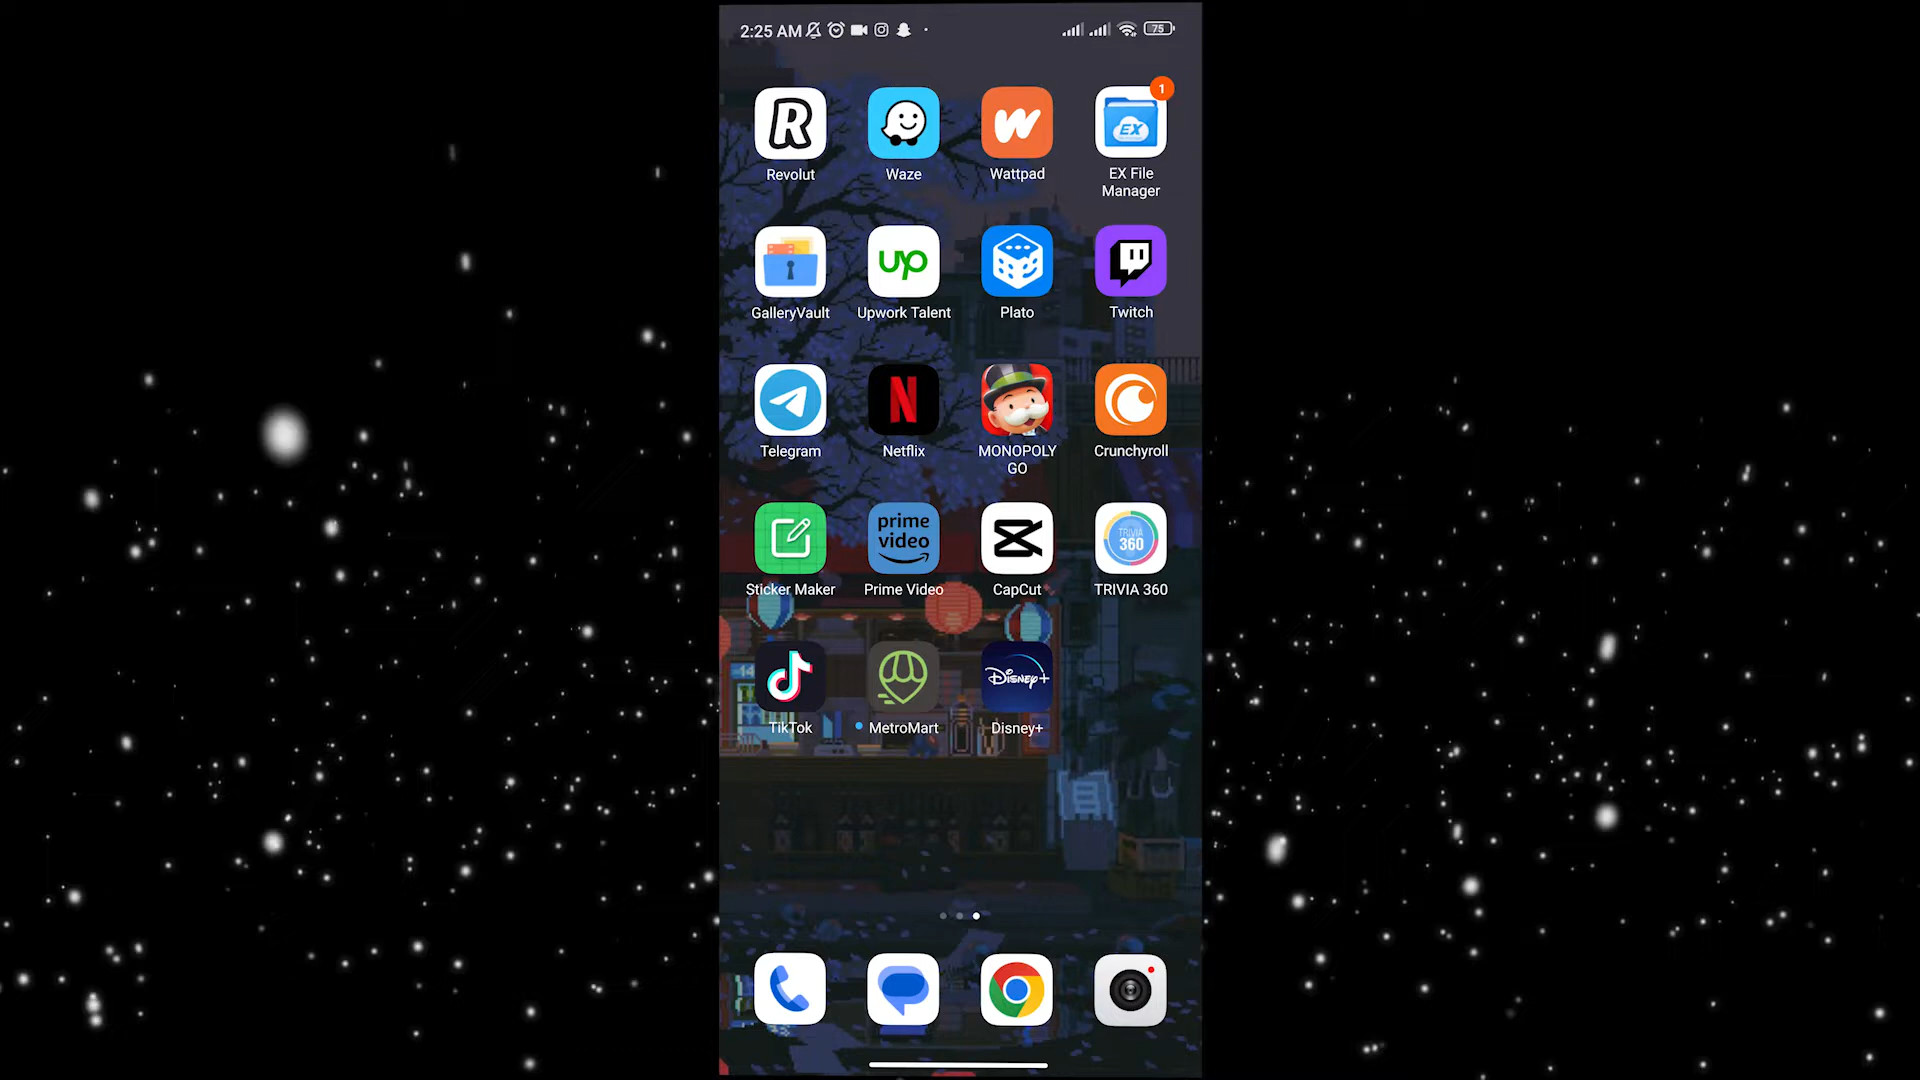 2:25 AM
75
1
R
W
EX
Revolut
Waze
Wattpad
EX File
Manager
up
GalleryVault
Upwork Talent
Plato
Twitch
N
Telegram
Netflix
MONOPOLY
GO
Crunchyroll
prime
video
TRIVIA
360
Sticker Maker
Prime Video
CapCut
TRIVIA 360
Disney+
TikTok
MetroMart
Disney+